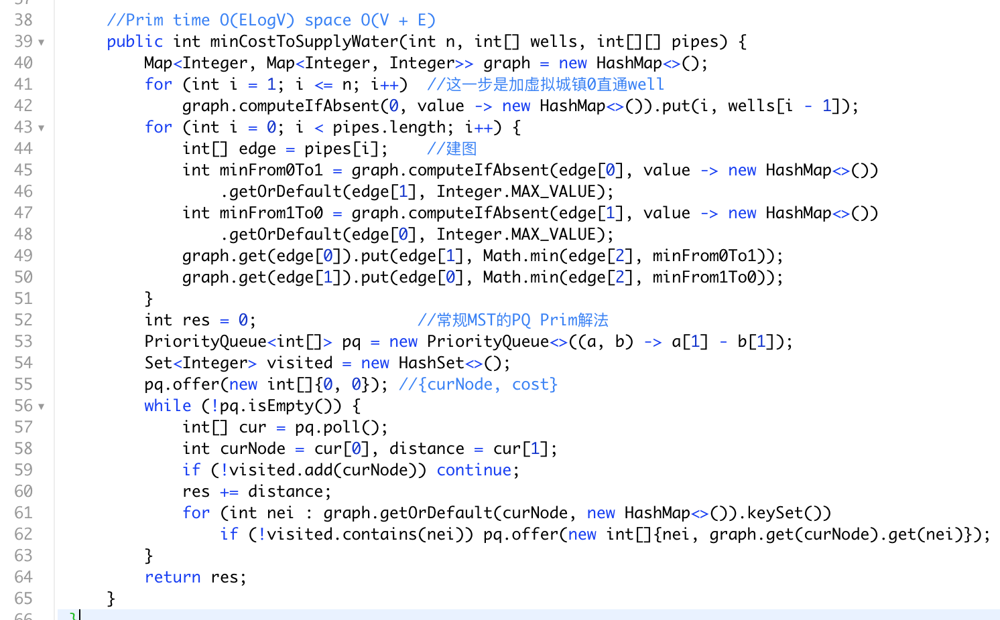 38 //Prim time O(ELogV) space O(V + E)
39 public int minCostToSupplyWater(int n, int[] wells, int[][] pipes) {
40 Map<Integer, Map<Integer, Integer>> graph = new HashMap<>();
41 for (int i = 1; i <= n; i++) //这一步是加虚拟城镇0直通well
42 graph.computeIfAbsent(0, value -> new HashMap<>()).put(i, wells[i - 1]);
43 for (int i = 0; i < pipes.length; i++) {
44 int[] edge = pipes[i]; //建图
45 int minFrom0To1 = graph.computeIfAbsent(edge[0], value -> new HashMap<>())
46 .getOrDefault(edge[1], Integer.MAX_VALUE);
47 int minFrom1To0 = graph.computeIfAbsent(edge[1], value -> new HashMap<>())
48 .getOrDefault(edge[0], Integer.MAX_VALUE);
49 graph.get(edge[0]).put(edge[1], Math.min(edge[2], minFrom0To1));
50 graph.get(edge[1]).put(edge[0], Math.min(edge[2], minFrom1To0));
51 }
52 int res = 0; //常规MST的PQ Prim解法
53 PriorityQueue<int[]> pq = new PriorityQueue<>((a, b) -> a[1] - b[1]);
54 Set<Integer> visited = new HashSet<>();
55 pq.offer(new int[]{0, 0}); //{curNode, cost}
56 while (!pq.isEmpty()) {
57 int[] cur = pq.poll();
58 int curNode = cur[0], distance = cur[1];
59 if (!visited.add(curNode)) continue;
60 res += distance;
61 for (int nei : graph.getOrDefault(curNode, new HashMap<>()).keySet())
62 if (!visited.contains(nei)) pq.offer(new int[]{nei, graph.get(curNode).get(nei)});
63 }
64 return res;
65 }
66 }